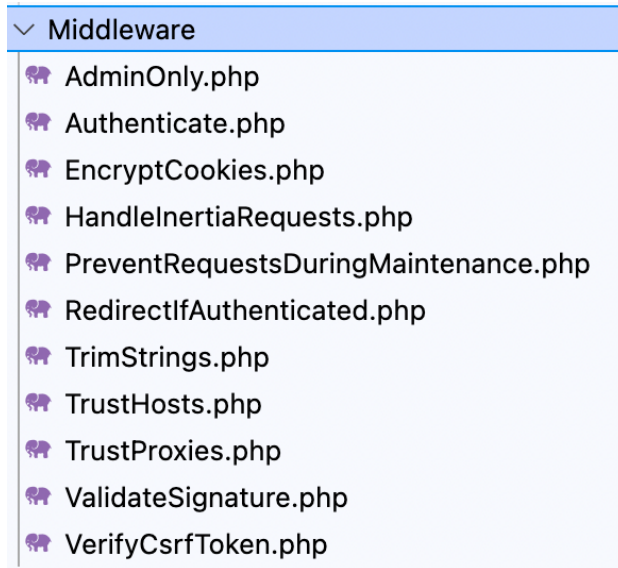 Middleware
AdminOnly.php
Authenticate.php
EncryptCookies.php
HandleInertiaRequests.php
PreventRequestsDuringMaintenance.php
RedirectIfAuthenticated.php
TrimStrings.php
TrustHosts.php
TrustProxies.php
ValidateSignature.php
VerifyCsrfToken.php